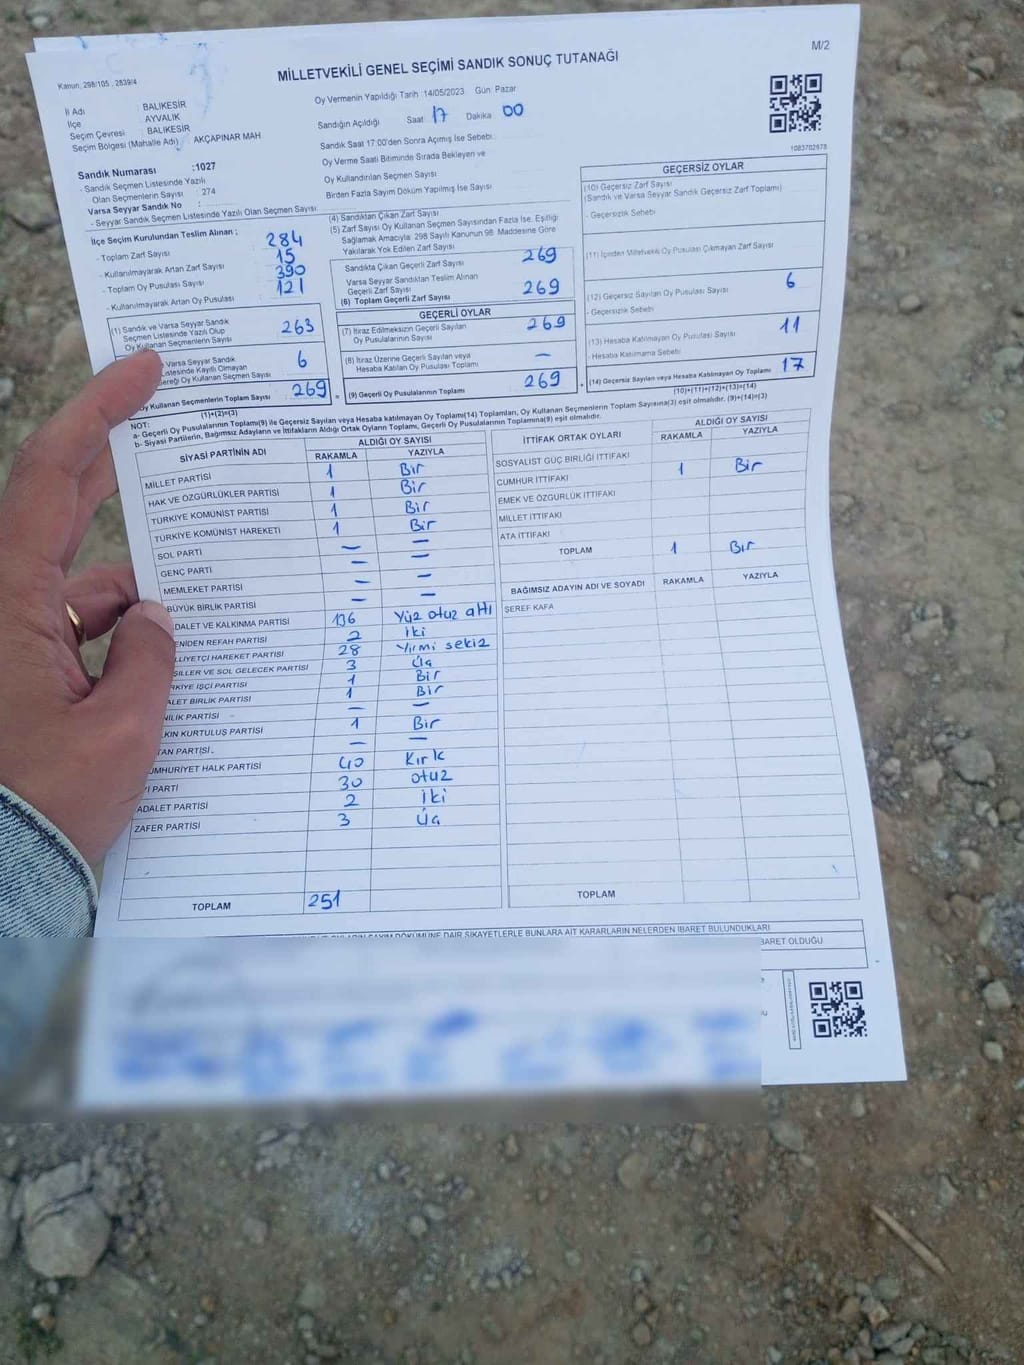 M/2
Kanun, 298/105 , 2839/4
MİLLETVEKİLİ GENEL SEÇİMİ SANDIK SONUÇ TUTANAĞI
İl Adı : BALIKESİR
İlçe : AYVALIK
Seçim Çevresi : BALIKESİR
Seçim Bölgesi (Mahalle Adı) AKÇAPINAR MAH.
Sandık Numarası :1027
- Sandık Seçmen Listesinde Yazılı
Olan Seçmenlerin Sayısı : 274
Varsa Seyyar Sandık No :
- Seyyar Sandık Seçmen Listesinde Yazılı Olan Seçmen Sayısı
Oy Vermenin Yapıldığı Tarih :14/05/2023 Gün: Pazar
Sandığın Açıldığı Saat 17 Dakika 00
Sandık Saat 17:00'den Sonra Açımış İse Sebebi :
Oy Verme Saati Bitiminde Sırada Bekleyen ve
Oy Kullandırılan Seçmen Sayısı
Birden Fazla Sayım Döküm Yapılmış İse Sayısı
1083702978
İlçe Seçim Kurulundan Teslim Alınan ;
- Toplam Zarf Sayısı 284
- Kullanılmayarak Artan Zarf Sayısı 15
- Toplam Oy Pusulası Sayısı 390
- Kullanılmayarak Artan Oy Pusulası 121
(1) Sandık ve Varsa Seyyar Sandık
Seçmen Listesinde Yazılı Olup
Oy Kullanan Seçmenlerin Sayısı 263
Varsa Seyyar Sandık
Listesinde Kayıtlı Olmayan
Gereği Oy Kullanan Seçmen Sayısı 6
Oy Kullanan Seçmenlerin Toplam Sayısı 269
(1)+(2)=(3)
(4) Sandıktan Çıkan Zarf Sayısı
(5) Zarf Sayısı Oy Kullanan Seçmen Sayısından Fazla İse, Eşitliği
Sağlamak Amacıyla; 298 Sayılı Kanunun 98. Maddesine Göre
Yakılarak Yok Edilen Zarf Sayısı
Sandıkta Çıkan Geçerli Zarf Sayısı 269
Varsa Seyyar Sandıktan Teslim Alınan
Geçerli Zarf Sayısı
(6) Toplam Geçerli Zarf Sayısı 269
GEÇERLİ OYLAR
(7) İtiraz Edilmeksizin Geçerli Sayılan
Oy Pusulalarının Sayısı 269
(8) İtiraz Üzerine Geçerli Sayılan veya
Hesaba Katılan Oy Pusulası Toplamı —
(9) Geçerli Oy Pusulalarının Toplamı 269
GEÇERSİZ OYLAR
(10) Geçersiz Zarf Sayısı
(Sandık ve Varsa Seyyar Sandık Geçersiz Zarf Toplamı)
- Geçersizlik Sebebi
(11) İçinden Milletvekili Oy Pusulası Çıkmayan Zarf Sayısı
(12) Geçersiz Sayılan Oy Pusulası Sayısı 6
- Geçersizlik Sebebi
(13) Hesaba Katılmayan Oy Pusulası Sayısı 11
- Hesaba Katılmama Sebebi
(14) Geçersiz Sayılan veya Hesaba Katılmayan Oy Toplamı 17
(10)+(11)+(12)+(13)=(14)
NOT:
a- Geçerli Oy Pusulalarının Toplamı(9) ile Geçersiz Sayılan veya Hesaba katılmayan Oy Toplamı(14) Toplamları, Oy Kullanan Seçmenlerin Toplam Sayısına(3) eşit olmalıdır. (9)+(14)=(3)
b- Siyasi Partilerin, Bağımsız Adayların ve İttifakların Aldığı Ortak Oyların Toplamı, Geçerli Oy Pusulalarının Toplamına(9) eşit olmalıdır.
SİYASİ PARTİNİN ADI ALDIĞI OY SAYISI
RAKAMLA YAZIYLA
MİLLET PARTİSİ 1 Bir
HAK VE ÖZGÜRLÜKLER PARTİSİ 1 Bir
TÜRKİYE KOMÜNİST PARTİSİ 1 Bir
TÜRKİYE KOMÜNİST HAREKETİ 1 Bir
SOL PARTİ — —
GENÇ PARTİ — —
MEMLEKET PARTİSİ — —
BÜYÜK BİRLİK PARTİSİ — —
ADALET VE KALKINMA PARTİSİ 136 Yüz otuz altı
ENİDEN REFAH PARTİSİ 2 iki
LLİYETÇİ HAREKET PARTİSİ 28 Yirmi sekiz
ŞİLLER VE SOL GELECEK PARTİSİ 3 Üç
RKİYE İŞÇİ PARTİSİ 1 Bir
ALET BİRLİK PARTİSİ 1 Bir
NİLİK PARTİSİ — —
LKIN KURTULUŞ PARTİSİ 1 Bir
TAN PARTİSİ — —
UMHURİYET HALK PARTİSİ 40 Kırk
Yİ PARTİ 30 otuz
ADALET PARTİSİ 2 iki
ZAFER PARTİSİ 3 Üç
TOPLAM 251
İTTİFAK ORTAK OYLARI ALDIĞI OY SAYISI
RAKAMLA YAZIYLA
SOSYALİST GÜÇ BİRLİĞİ İTTİFAKI
CUMHUR İTTİFAKI 1 Bir
EMEK VE ÖZGÜRLÜK İTTİFAKI
MİLLET İTTİFAKI
ATA İTTİFAKI
TOPLAM 1 Bir
BAĞIMSIZ ADAYIN ADI VE SOYADI RAKAMLA YAZIYLA
ŞEREF KAFA
TOPLAM
OYLARIN SAYIM DÖKÜMÜNE DAİR ŞİKAYETLERLE BUNLARA AİT KARARLARIN NELERDEN İBARET BULUNDUKLARI
BARET OLDUĞU